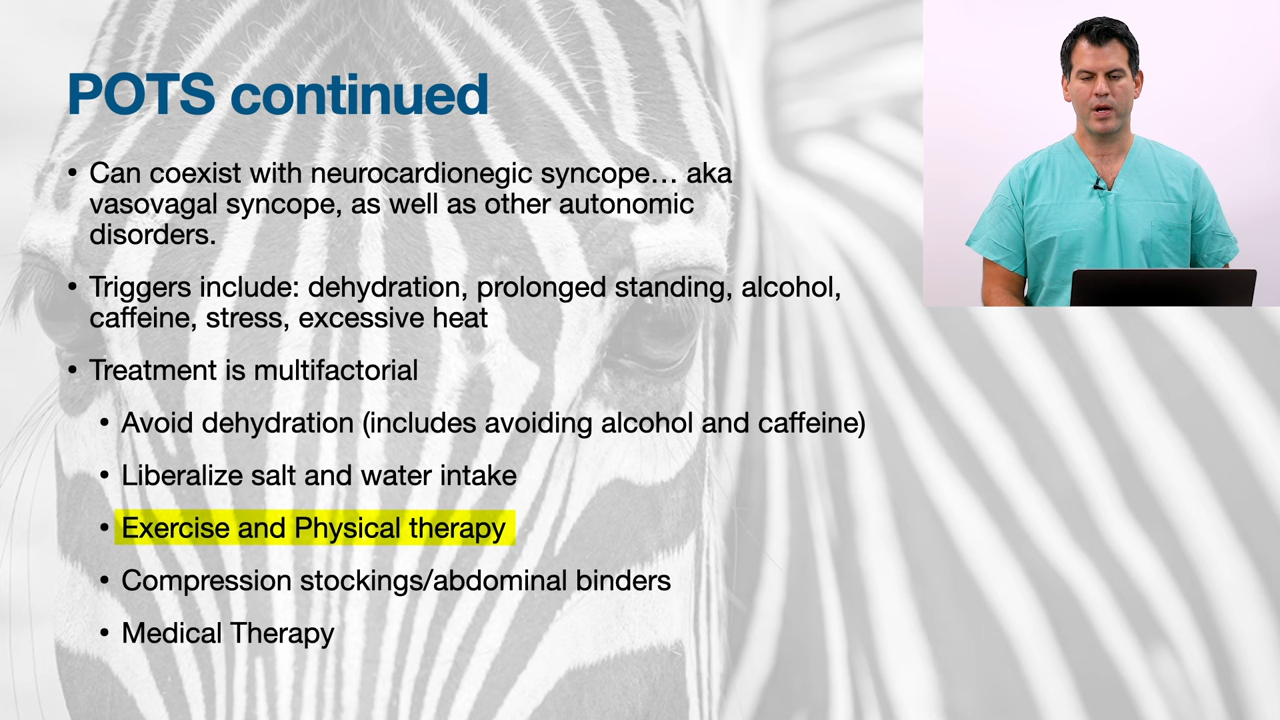 POTS continued
• Can coexist with neurocardionegic syncope… aka
vasovagal syncope, as well as other autonomic
disorders.
• Triggers include: dehydration, prolonged standing, alcohol,
caffeine, stress, excessive heat
• Treatment is multifactorial
• Avoid dehydration (includes avoiding alcohol and caffeine)
• Liberalize salt and water intake
• Exercise and Physical therapy
• Compression stockings/abdominal binders
• Medical Therapy